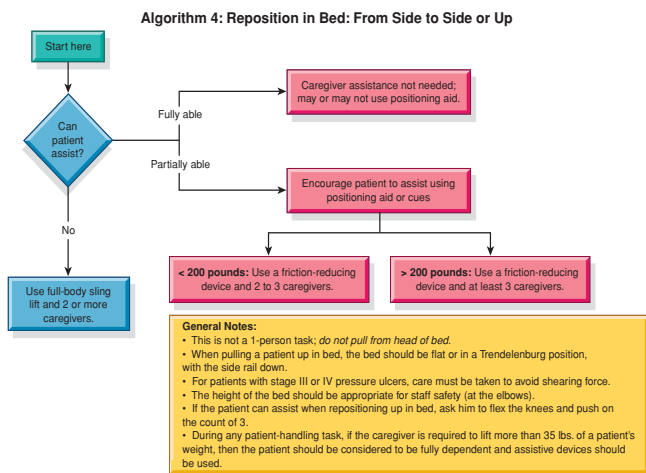 Algorithm 4: Reposition in Bed: From Side to Side or Up
Start here
Can
patient
assist?
Fully able
Caregiver assistance not needed;
may or may not use positioning aid.
Partially able
Encourage patient to assist using
positioning aid or cues
No
Use full-body sling
lift and 2 or more
caregivers.
< 200 pounds: Use a friction-reducing
device and 2 to 3 caregivers.
> 200 pounds: Use a friction-reducing
device and at least 3 caregivers.
General Notes:
• This is not a 1-person task; do not pull from head of bed.
• When pulling a patient up in bed, the bed should be flat or in a Trendelenburg position,
with the side rail down.
• For patients with stage III or IV pressure ulcers, care must be taken to avoid shearing force.
• The height of the bed should be appropriate for staff safety (at the elbows).
• If the patient can assist when repositioning up in bed, ask him to flex the knees and push on
the count of 3.
• During any patient-handling task, if the caregiver is required to lift more than 35 lbs. of a patient's
weight, then the patient should be considered to be fully dependent and assistive devices should
be used.